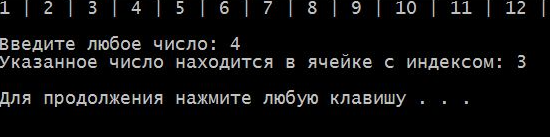 1 | 2 | 3 | 4 | 5 | 6 | 7 | 8 | 9 | 10 | 11 | 12 |
Введите любое число: 4
Указанное число находится в ячейке с индексом: 3
Для продолжения нажмите любую клавишу . . .